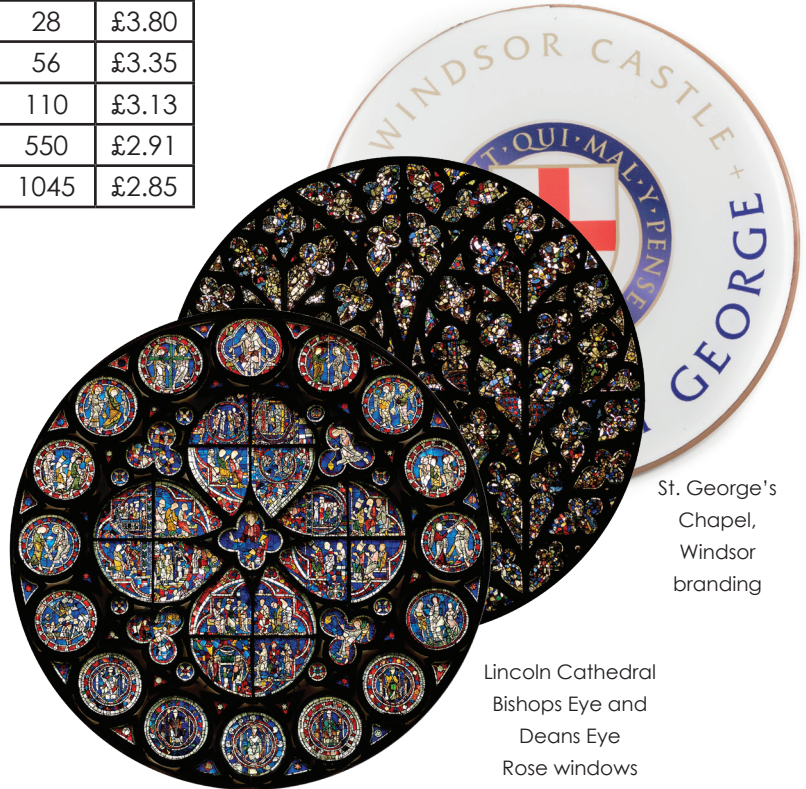 28 £3.80
56 £3.35
110 £3.13
550 £2.91
1045 £2.85
WINDSOR CASTLE +
QUI · MAL · Y · PENSE
GEORGE
St. George’s
Chapel,
Windsor
branding
Lincoln Cathedral
Bishops Eye and
Deans Eye
Rose windows